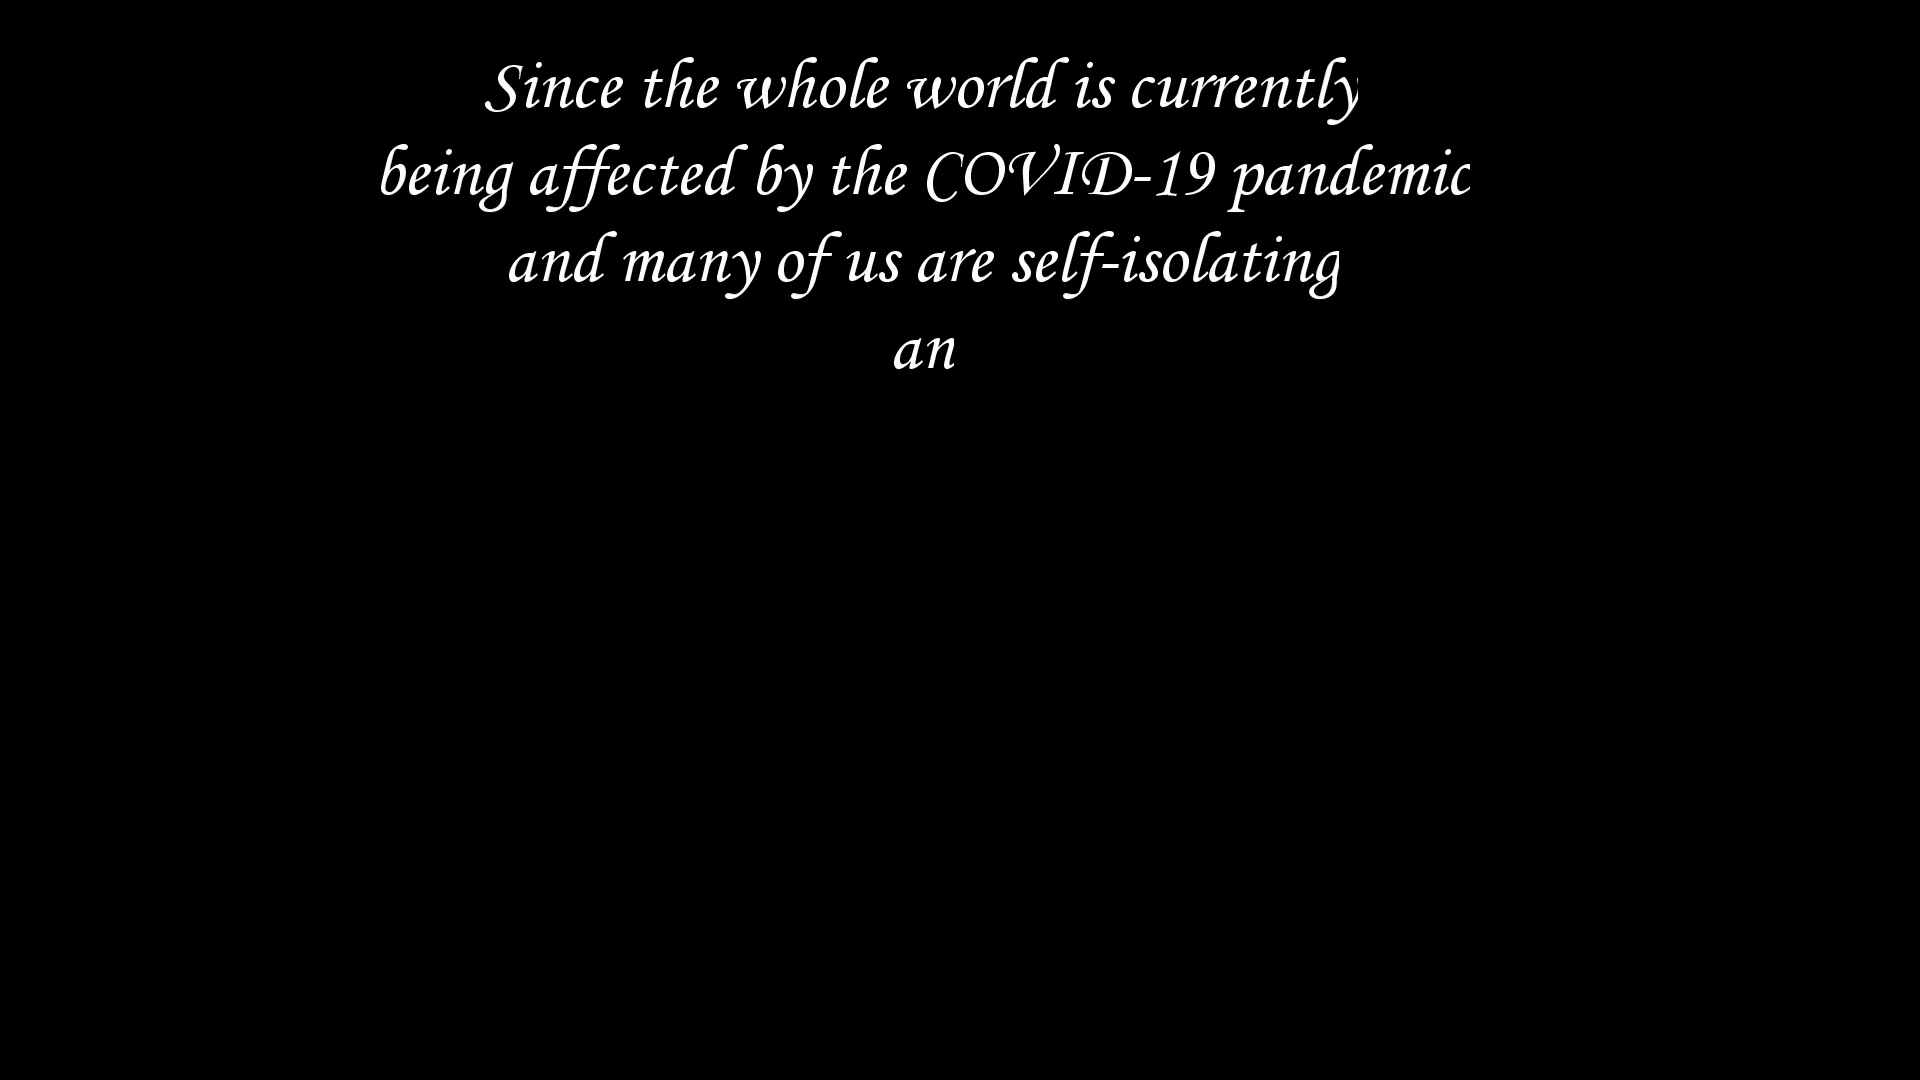 Since the whole world is currently
being affected by the COVID-19 pandemic
and many of us are self-isolating
an